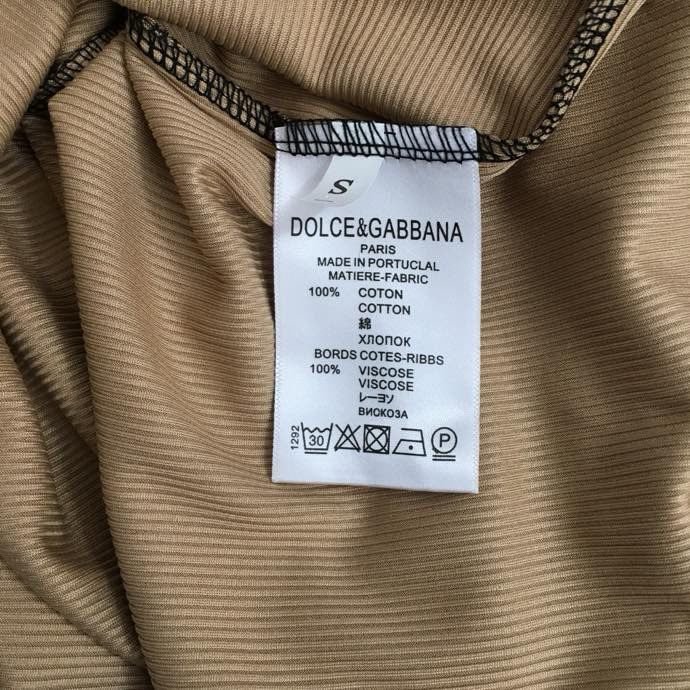 S
DOLCE&GABBANA
PARIS
MADE IN PORTUCLAL
MATIERE-FABRIC
100% COTON
COTTON
綿
ХЛОПОК
BORDS COTES-RIBBS
100% VISCOSE
VISCOSE
レーヨソ
ВИСКОЗА
1292
30
P